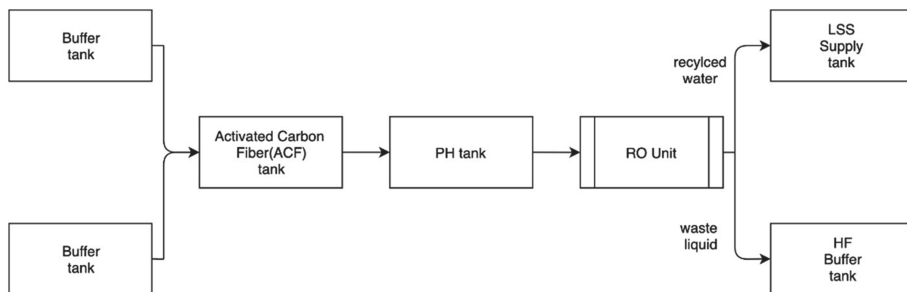 Buffer
tank
LSS
Supply
tank
recylced
water
Activated Carbon
Fiber(ACF)
tank
PH tank
RO Unit
Buffer
tank
waste
liquid
HF
Buffer
tank